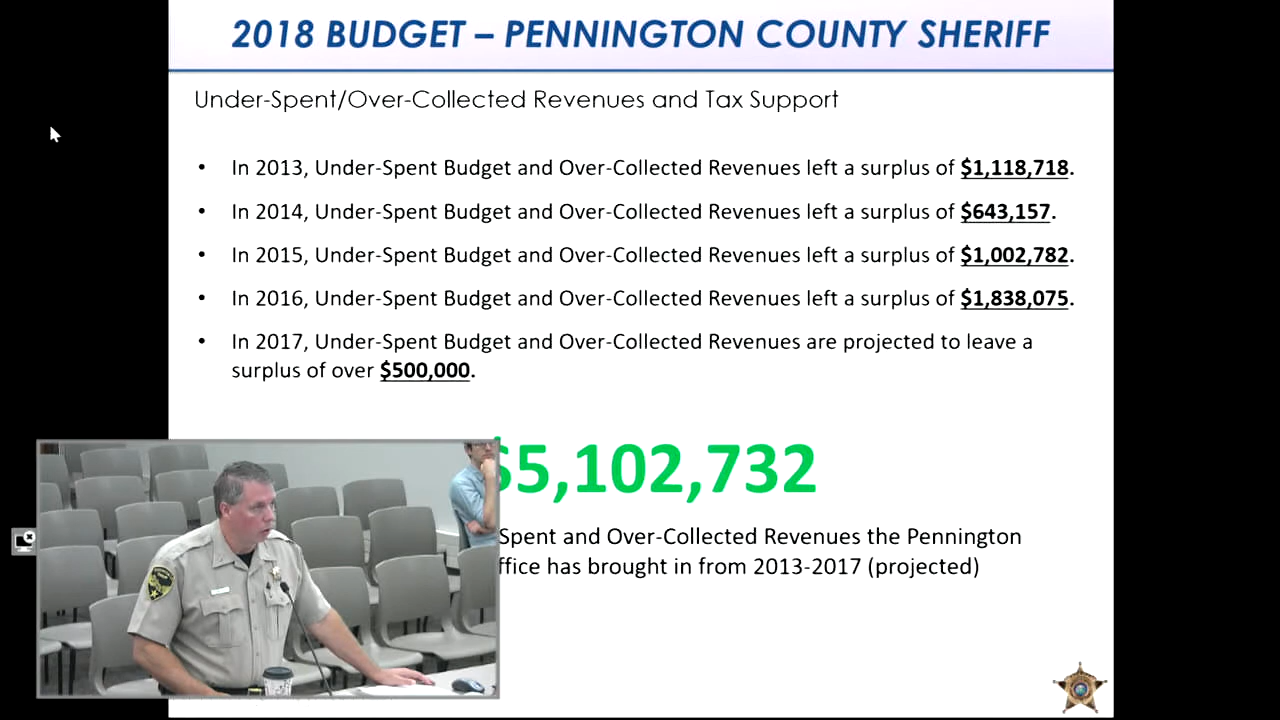 2018 BUDGET – PENNINGTON COUNTY SHERIFF
Under-Spent/Over-Collected Revenues and Tax Support
• In 2013, Under-Spent Budget and Over-Collected Revenues left a surplus of $1,118,718.
• In 2014, Under-Spent Budget and Over-Collected Revenues left a surplus of $643,157.
• In 2015, Under-Spent Budget and Over-Collected Revenues left a surplus of $1,002,782.
• In 2016, Under-Spent Budget and Over-Collected Revenues left a surplus of $1,838,075.
• In 2017, Under-Spent Budget and Over-Collected Revenues are projected to leave a
surplus of over $500,000.
$5,102,732
Spent and Over-Collected Revenues the Pennington
ffice has brought in from 2013-2017 (projected)